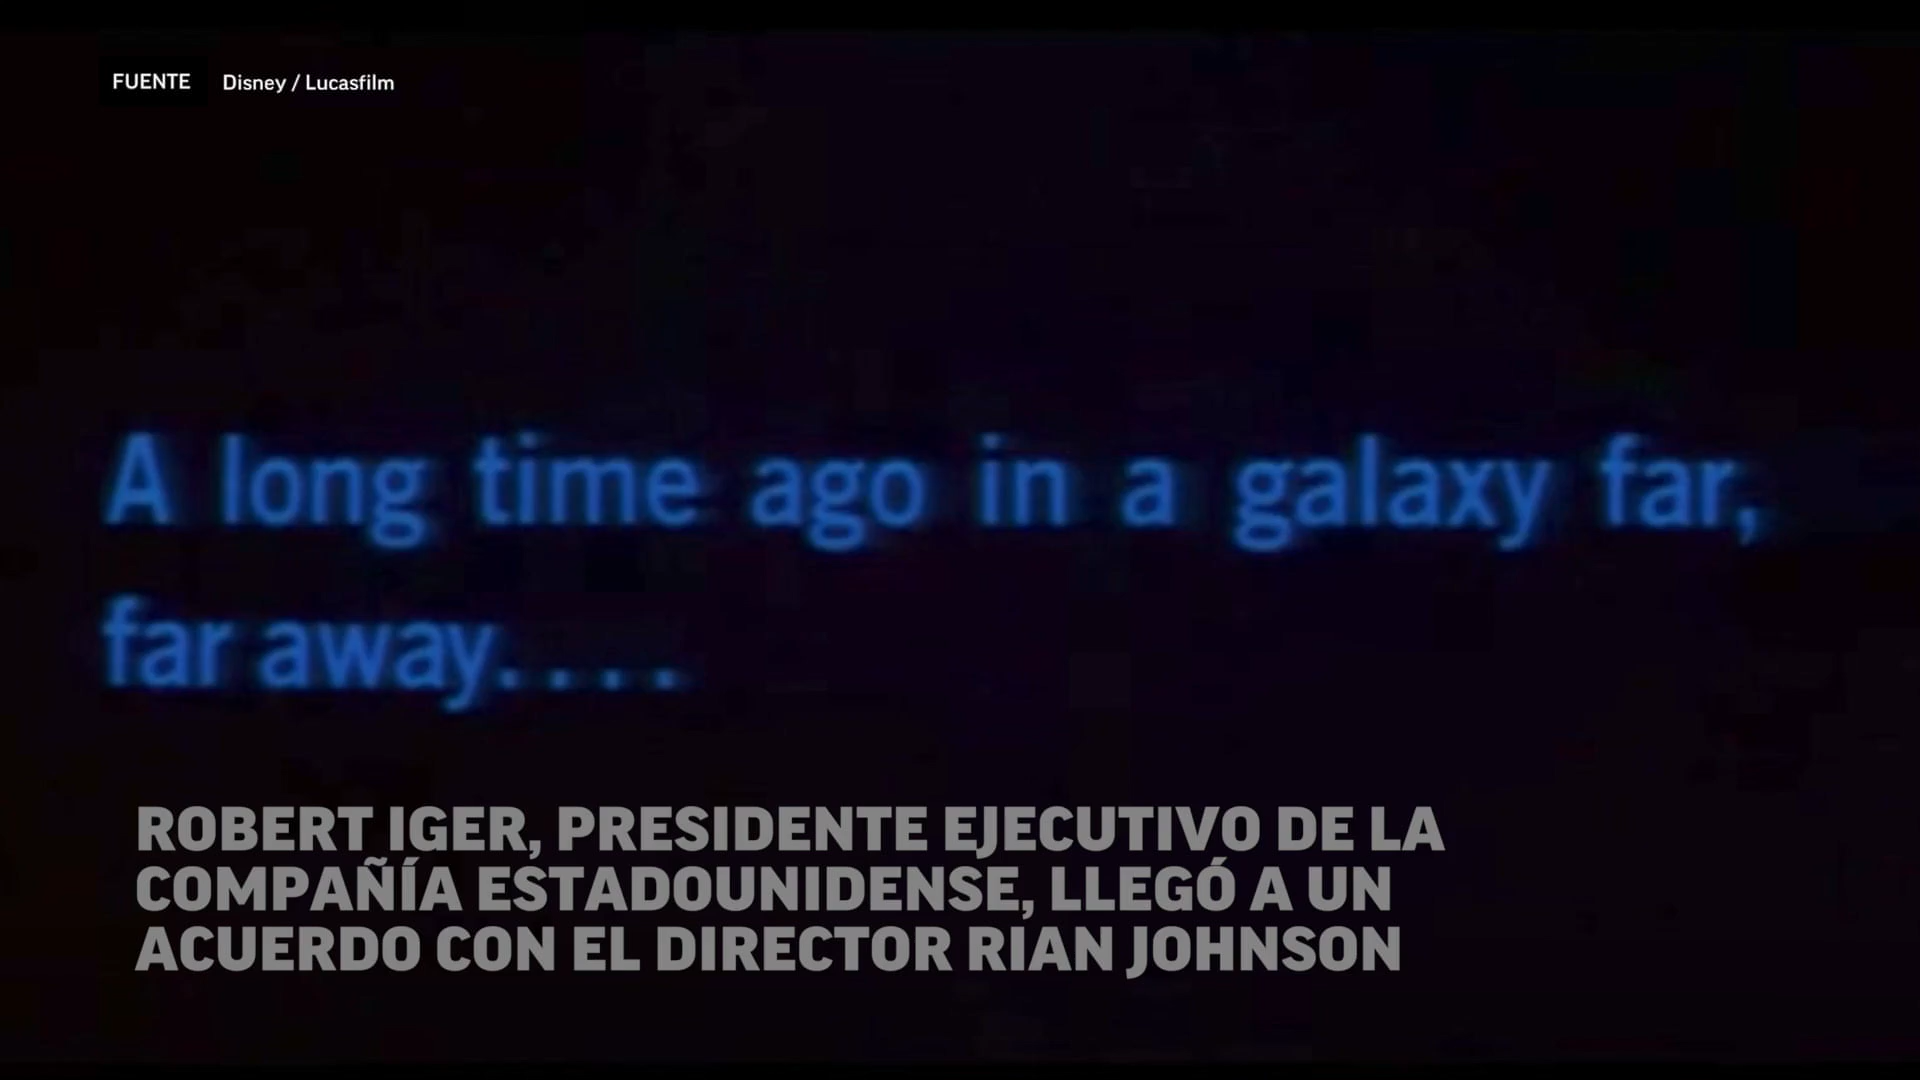 FUENTE Disney / Lucasfilm
A long time ago in a galaxy far,
far away....
ROBERT IGER, PRESIDENTE EJECUTIVO DE LA
COMPAÑÍA ESTADOUNIDENSE, LLEGÓ A UN
ACUERDO CON EL DIRECTOR RIAN JOHNSON